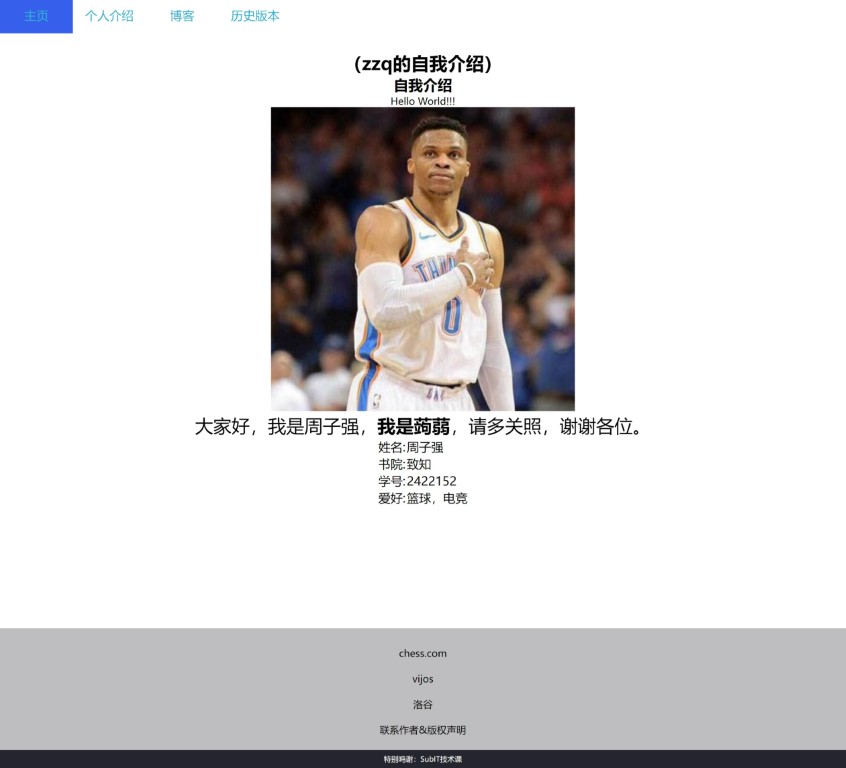 主页 个人介绍 博客 历史版本
（zzq的自我介绍）
自我介绍
Hello World!!!
THUN
0
大家好，我是周子强，我是蒟蒻，请多关照，谢谢各位。
姓名:周子强
书院:致知
学号:2422152
爱好:篮球，电竞
chess.com
vijos
洛谷
联系作者&版权声明
特别鸣谢：SubIT技术课